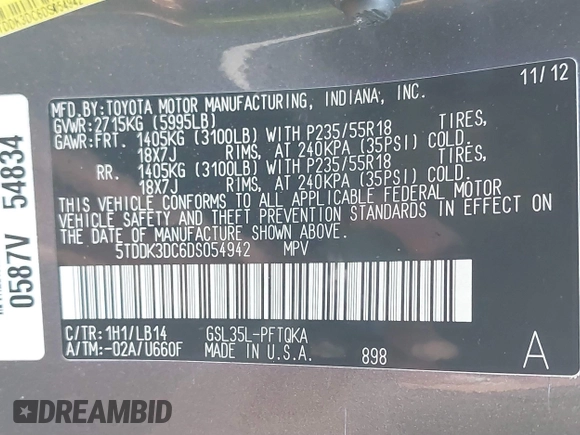 11/12
MFD.BY:TOYOTA MOTOR MANUFACTURING, INDIANA, INC.
GVWR:2715KG (5995LB)
GAWR:FRT. 1405KG (3100LB) WITH P235/55R18 TIRES,
18X7J RIMS, AT 240KPA (35PSI) COLD.
RR. 1405KG (3100LB) WITH P235/55R18 TIRES,
18X7J RIMS, AT 240KPA (35PSI) COLD.
THIS VEHICLE CONFORMS TO ALL APPLICABLE FEDERAL MOTOR
VEHICLE SAFETY AND THEFT PREVENTION STANDARDS IN EFFECT ON
THE DATE OF MANUFACTURE SHOWN ABOVE.
5TDDK3DC6DS054942 MPV
C/TR:1H1/LB14 GSL35L-PFTQKA
A/TM:-02A/U660F MADE IN U.S.A. 898 A
0587V 54834
DREAMBID
DREAMBID